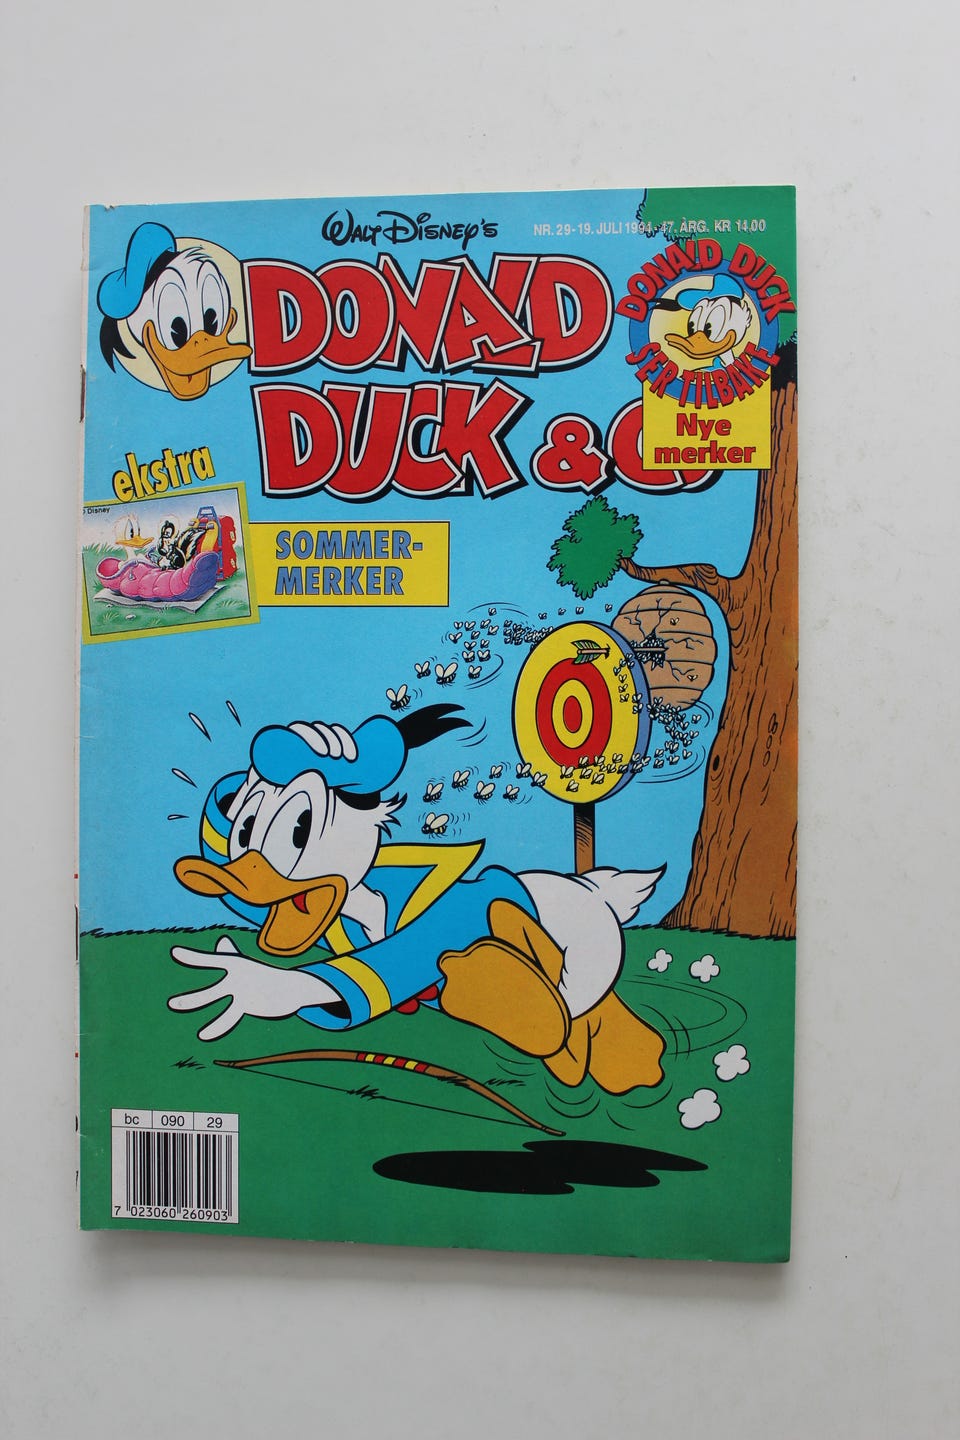 WALT DISNEY'S
NR. 29 - 19. JULI 1994 - 47. ÅRG. KR 14.00
DONALD
DUCK & C
DONALD DUCK
SER TILBAKE
Nye
merker
ekstra
Disney
SOMMER-
MERKER
bc 090 29
7 023060 260903